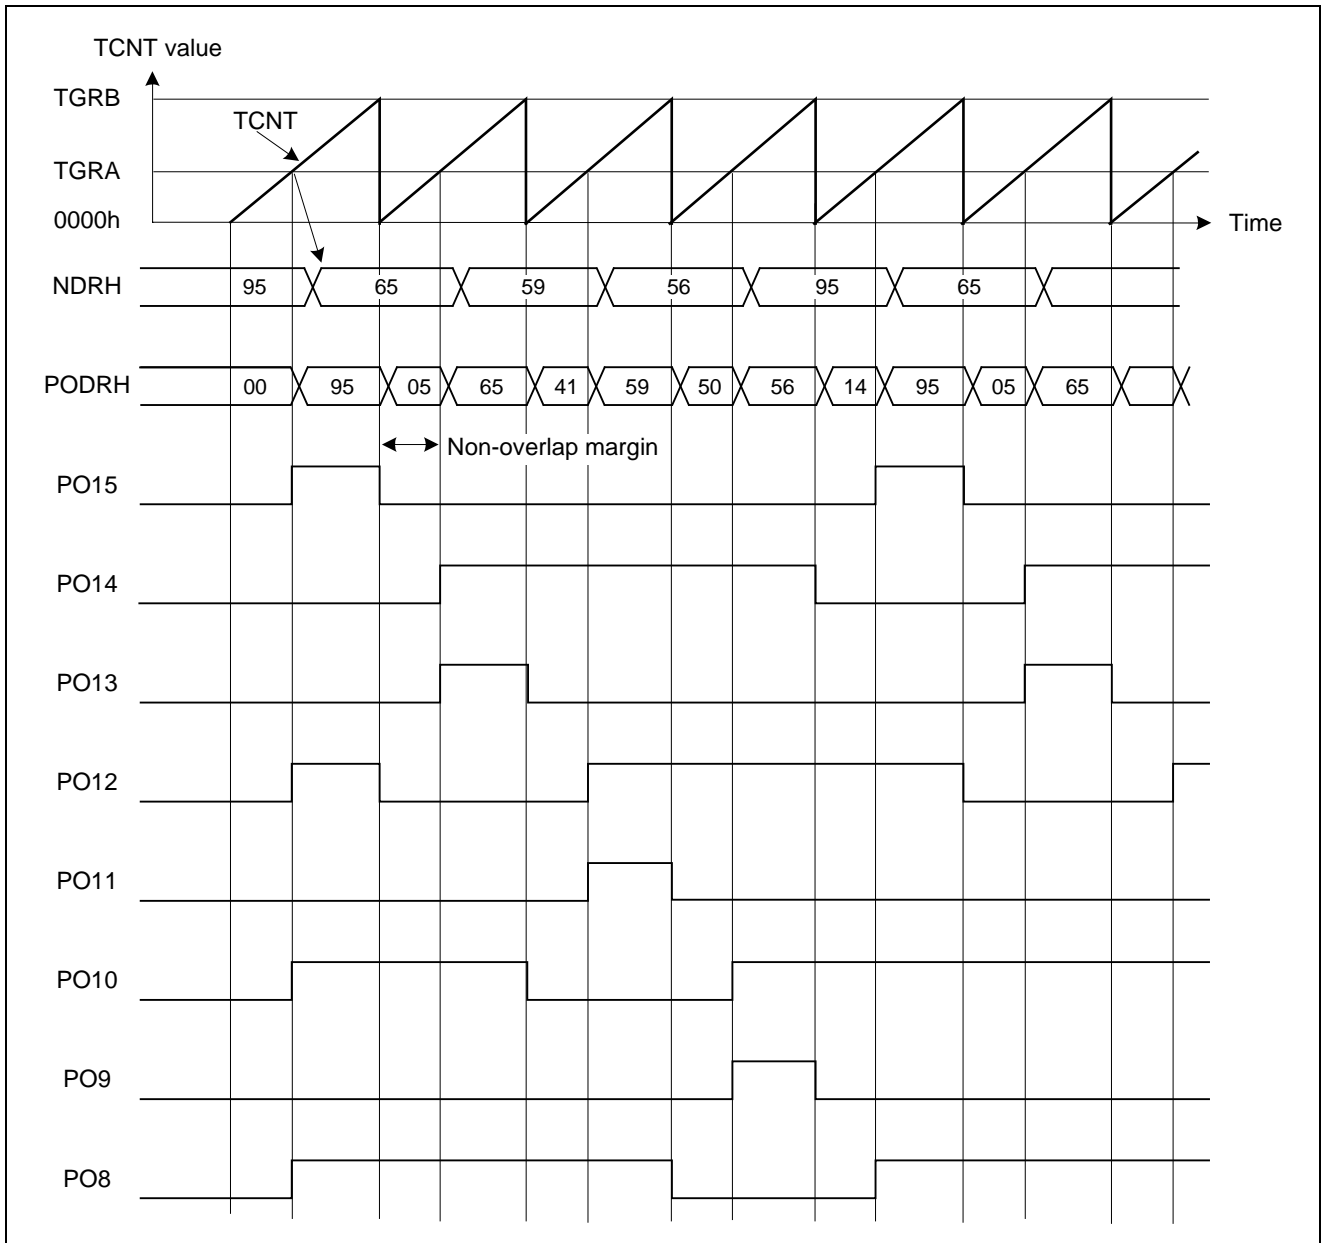 TCNT value
TGRB
TCNT
TGRA
0000h
Time
NDRH 95 65 59 56 95 65
PODRH 00 95 05 65 41 59 50 56 14 95 05 65
Non-overlap margin
PO15
PO14
PO13
PO12
PO11
PO10
PO9
PO8